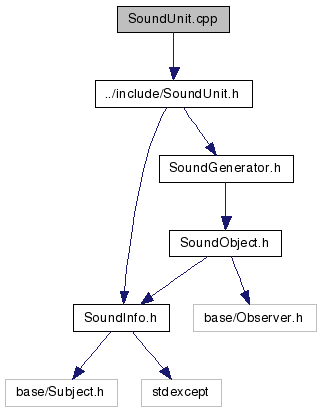 SoundUnit.cpp
../include/SoundUnit.h
SoundGenerator.h
SoundObject.h
SoundInfo.h
base/Observer.h
base/Subject.h
stdexcept